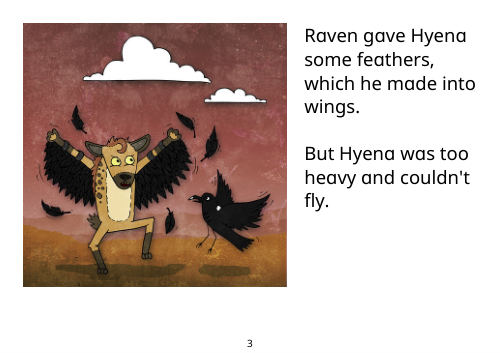 Raven gave Hyena
some feathers,
which he made into
wings.
But Hyena was too
heavy and couldn't
fly.
3